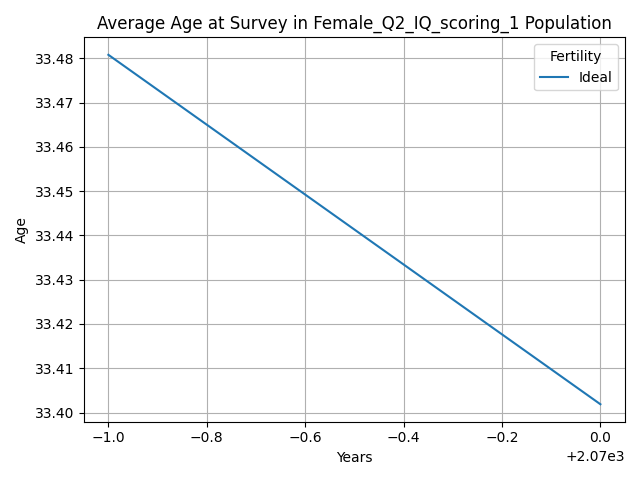 Average Age at Survey in Female_Q2_IQ_scoring_1 Population
Fertility
Ideal
33.48
33.47
33.46
33.45
33.44
33.43
33.42
33.41
33.40
Age
−1.0
−0.8
−0.6
−0.4
−0.2
0.0
Years
+2.07e3